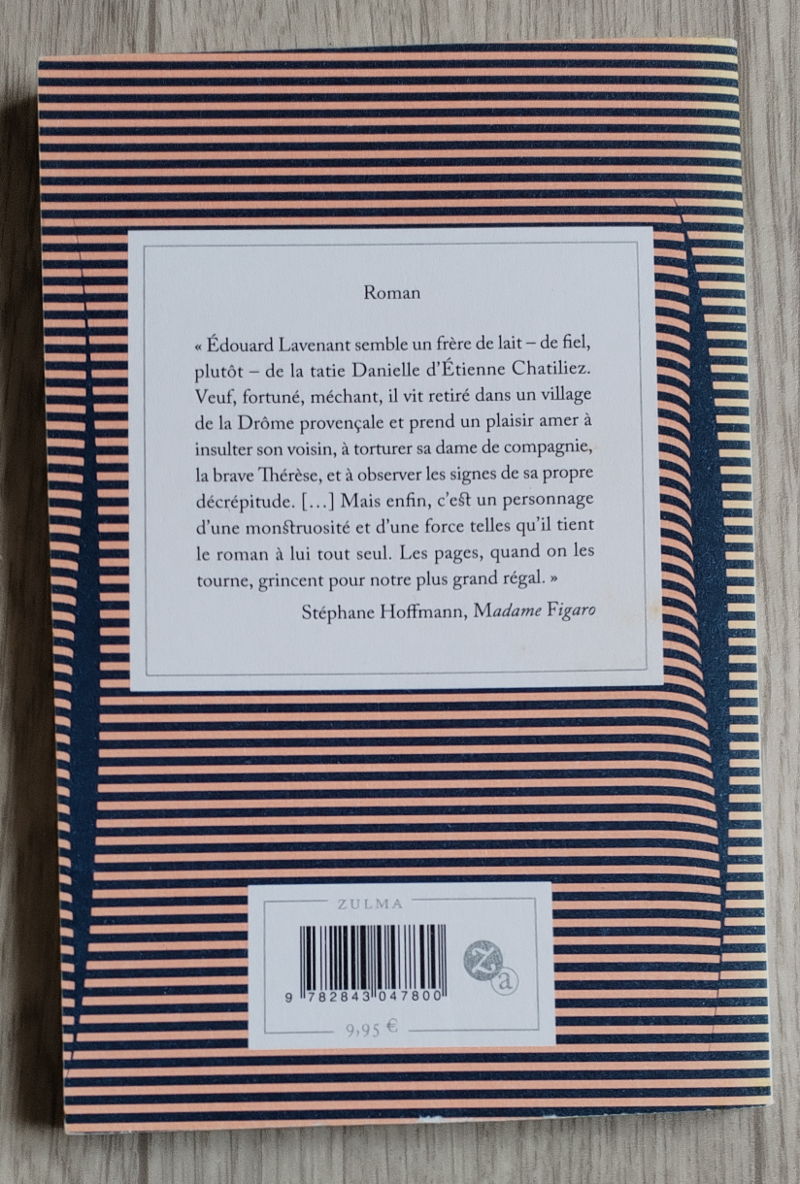 Roman
« Édouard Lavenant semble un frère de lait – de fiel,
plutôt – de la tatie Danielle d’Étienne Chatiliez.
Veuf, fortuné, méchant, il vit retiré dans un village
de la Drôme provençale et prend un plaisir amer à
insulter son voisin, à torturer sa dame de compagnie,
la brave Thérèse, et à observer les signes de sa propre
décrépitude. […] Mais enfin, c’est un personnage
d’une monstruosité et d’une force telles qu’il tient
le roman à lui tout seul. Les pages, quand on les
tourne, grincent pour notre plus grand régal. »
Stéphane Hoffmann, Madame Figaro
ZULMA
9 782843 047800
z
a
9,95 €